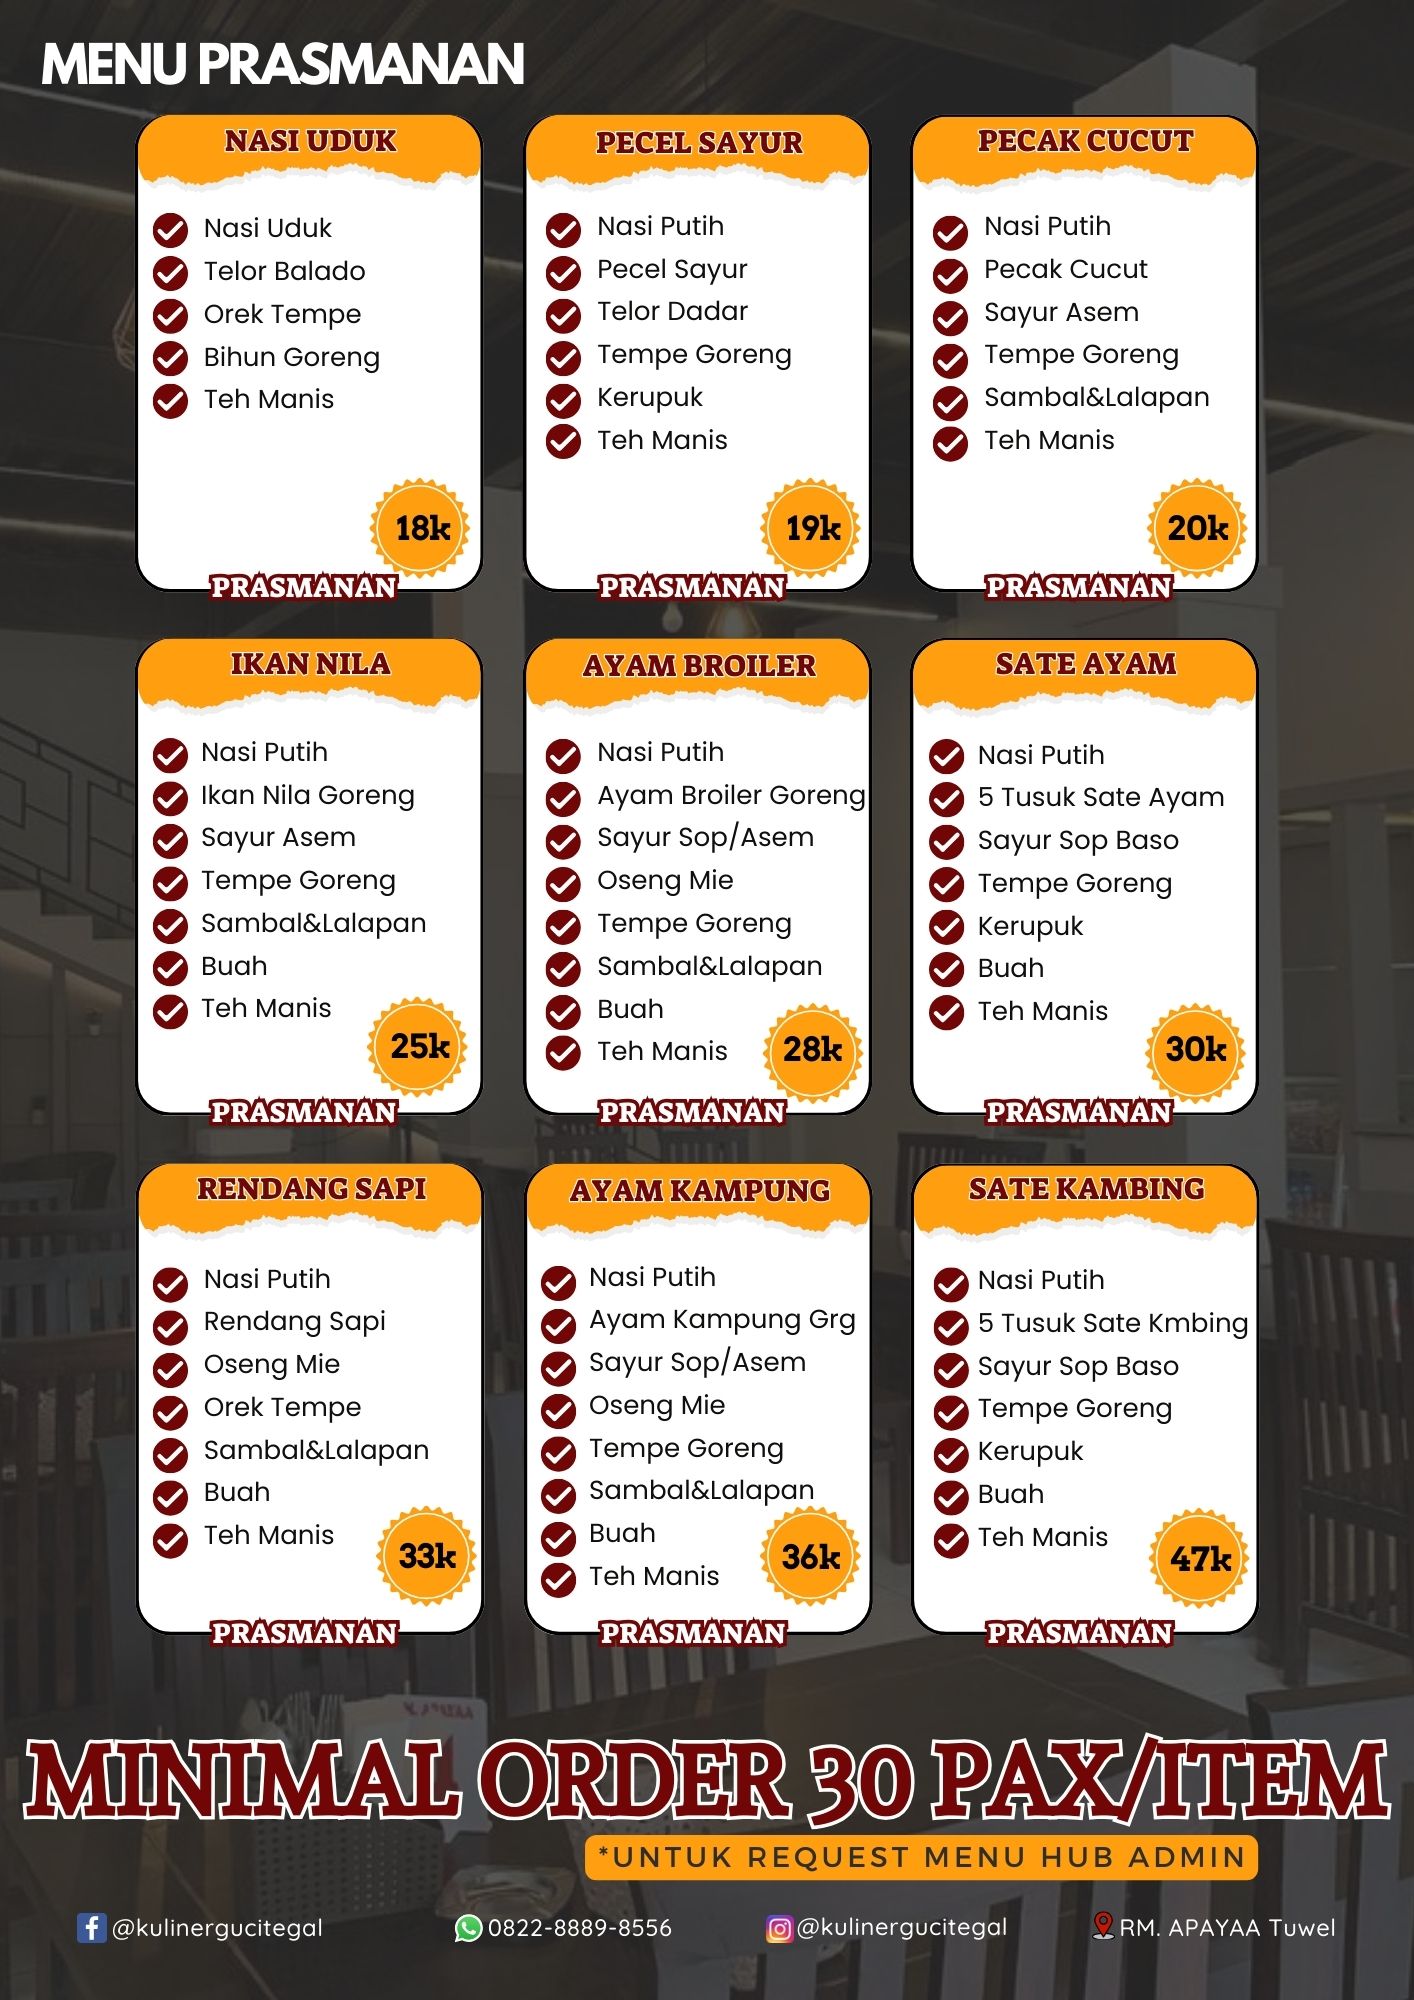 MENU PRASMANAN
NASI UDUK
Nasi Uduk
Telor Balado
Orek Tempe
Bihun Goreng
Teh Manis
18k
PRASMANAN
PECEL SAYUR
Nasi Putih
Pecel Sayur
Telor Dadar
Tempe Goreng
Kerupuk
Teh Manis
19k
PRASMANAN
PECAK CUCUT
Nasi Putih
Pecak Cucut
Sayur Asem
Tempe Goreng
Sambal&Lalapan
Teh Manis
20k
PRASMANAN
IKAN NILA
Nasi Putih
Ikan Nila Goreng
Sayur Asem
Tempe Goreng
Sambal&Lalapan
Buah
Teh Manis
25k
PRASMANAN
AYAM BROILER
Nasi Putih
Ayam Broiler Goreng
Sayur Sop/Asem
Oseng Mie
Tempe Goreng
Sambal&Lalapan
Buah
Teh Manis
28k
PRASMANAN
SATE AYAM
Nasi Putih
5 Tusuk Sate Ayam
Sayur Sop Baso
Tempe Goreng
Kerupuk
Buah
Teh Manis
30k
PRASMANAN
RENDANG SAPI
Nasi Putih
Rendang Sapi
Oseng Mie
Orek Tempe
Sambal&Lalapan
Buah
Teh Manis
33k
PRASMANAN
AYAM KAMPUNG
Nasi Putih
Ayam Kampung Grg
Sayur Sop/Asem
Oseng Mie
Tempe Goreng
Sambal&Lalapan
Buah
Teh Manis
36k
PRASMANAN
SATE KAMBING
Nasi Putih
5 Tusuk Sate Kmbing
Sayur Sop Baso
Tempe Goreng
Kerupuk
Buah
Teh Manis
47k
PRASMANAN
MINIMAL ORDER 30 PAX/ITEM
*UNTUK REQUEST MENU HUB ADMIN
@kulinergucitegal
0822-8889-8556
@kulinergucitegal
RM. APAYAA Tuwel